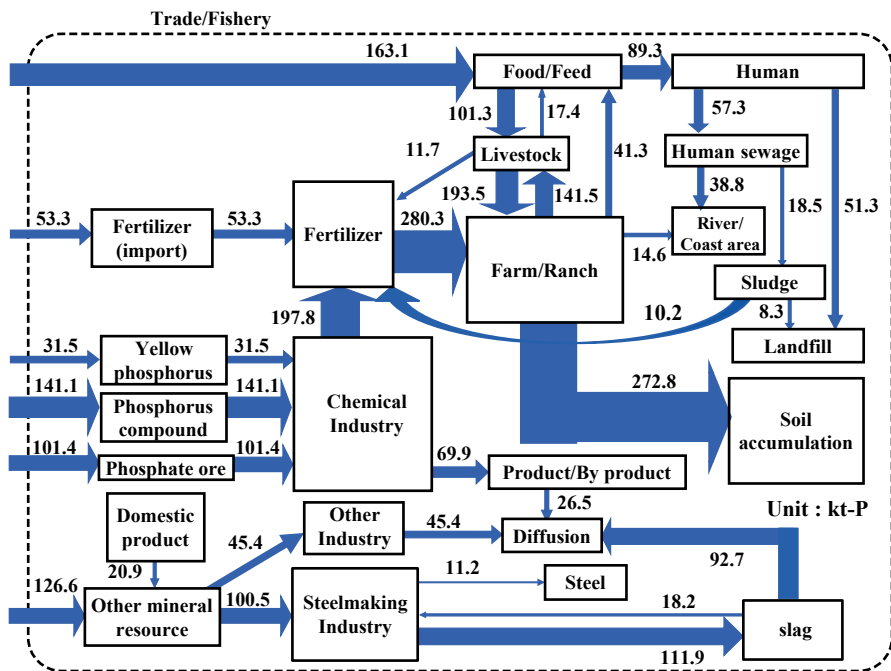 Trade/Fishery
163.1
Food/Feed
89.3
Human
101.3
17.4
57.3
11.7
Livestock
41.3
Human sewage
193.5
141.5
38.8
18.5
51.3
53.3
Fertilizer
(import)
53.3
Fertilizer
280.3
Farm/Ranch
14.6
River/
Coast area
Sludge
10.2
8.3
197.8
Landfill
31.5
Yellow
phosphorus
31.5
141.1
Phosphorus
compound
141.1
Chemical
Industry
272.8
Soil
accumulation
101.4
Phosphate ore
101.4
69.9
Product/By product
Domestic
product
Other
Industry
26.5
Unit : kt-P
45.4
45.4
Diffusion
20.9
92.7
126.6
Other mineral
resource
100.5
Steelmaking
Industry
11.2
Steel
18.2
slag
111.9